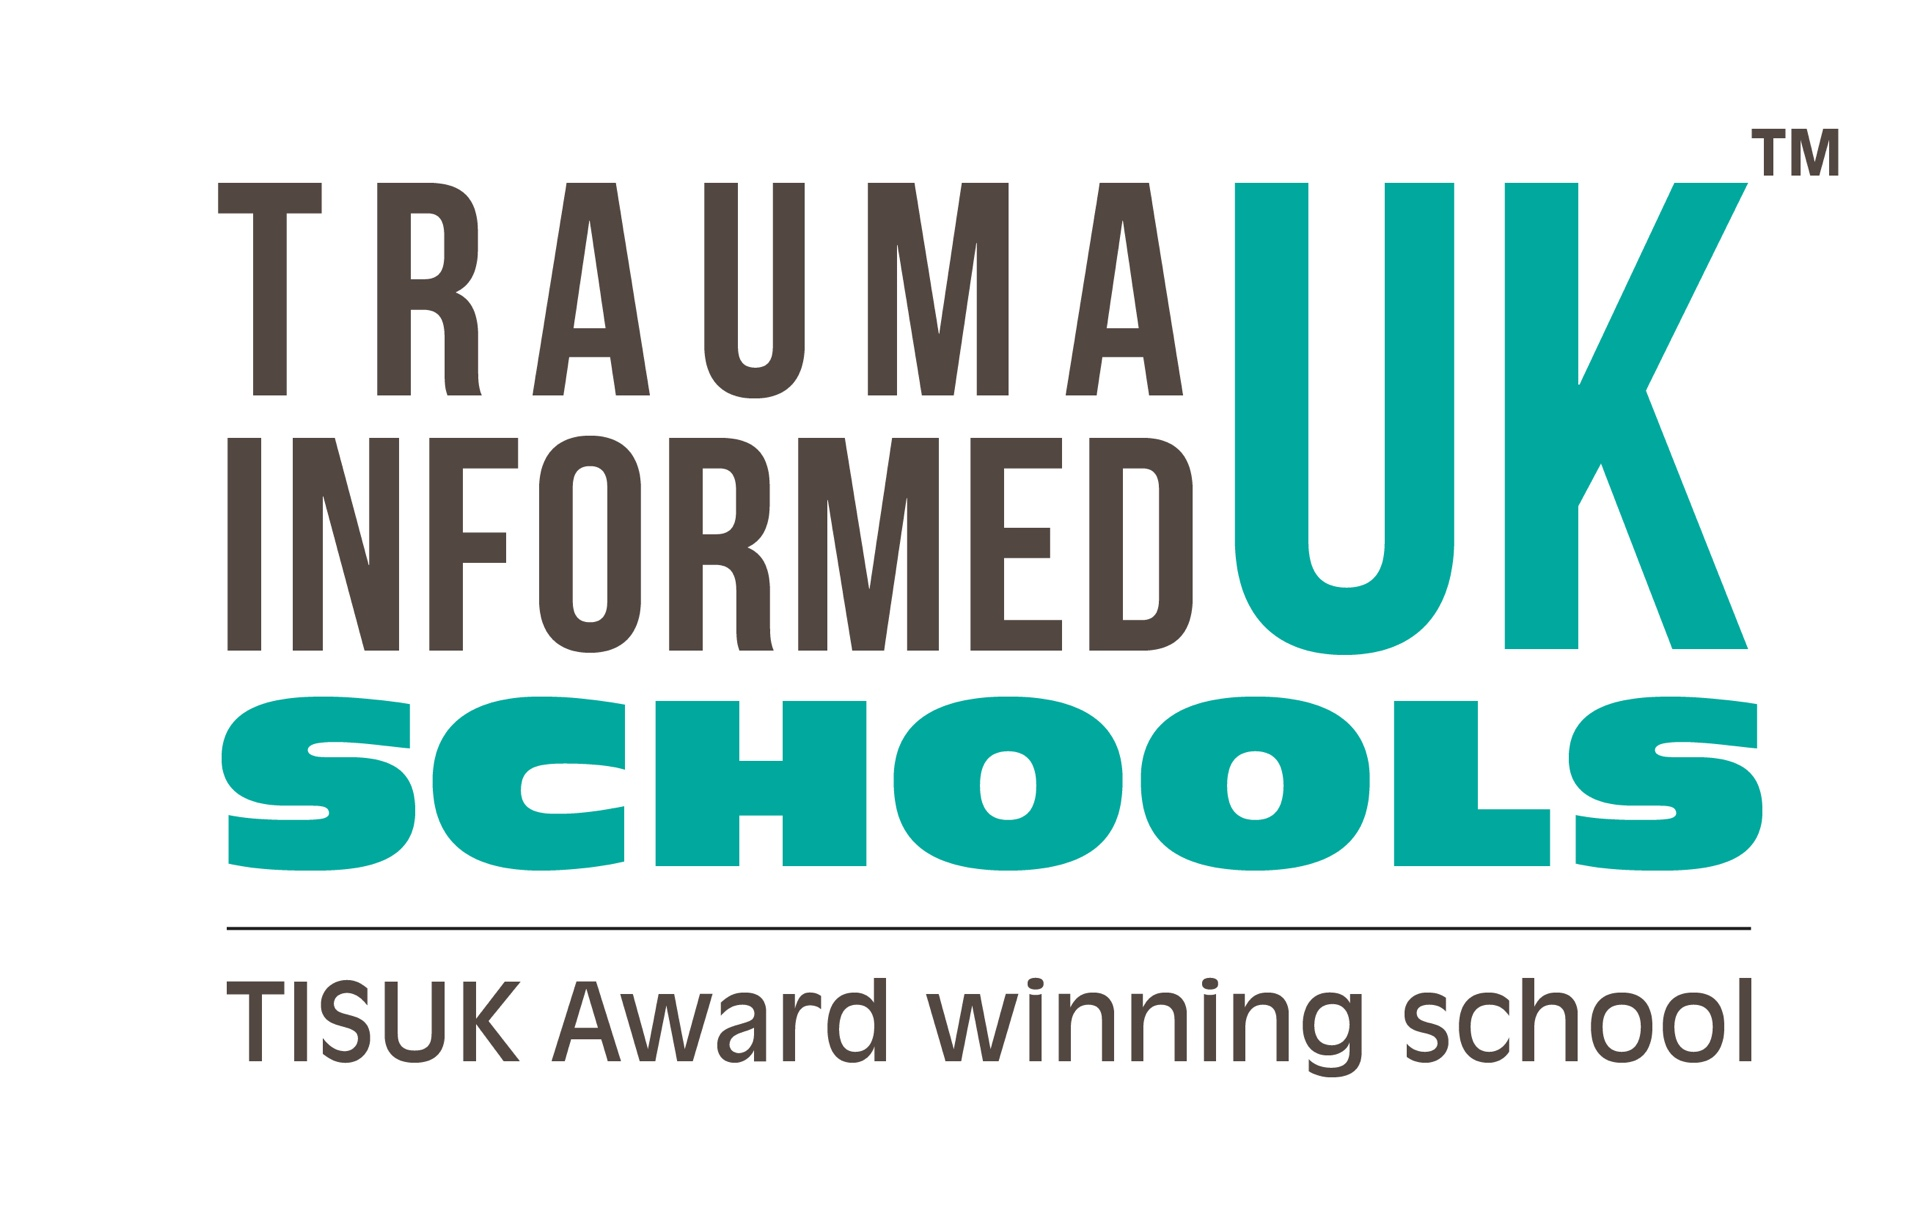 TRAUMA UK™
INFORMED
SCHOOLS
TISUK Award winning school